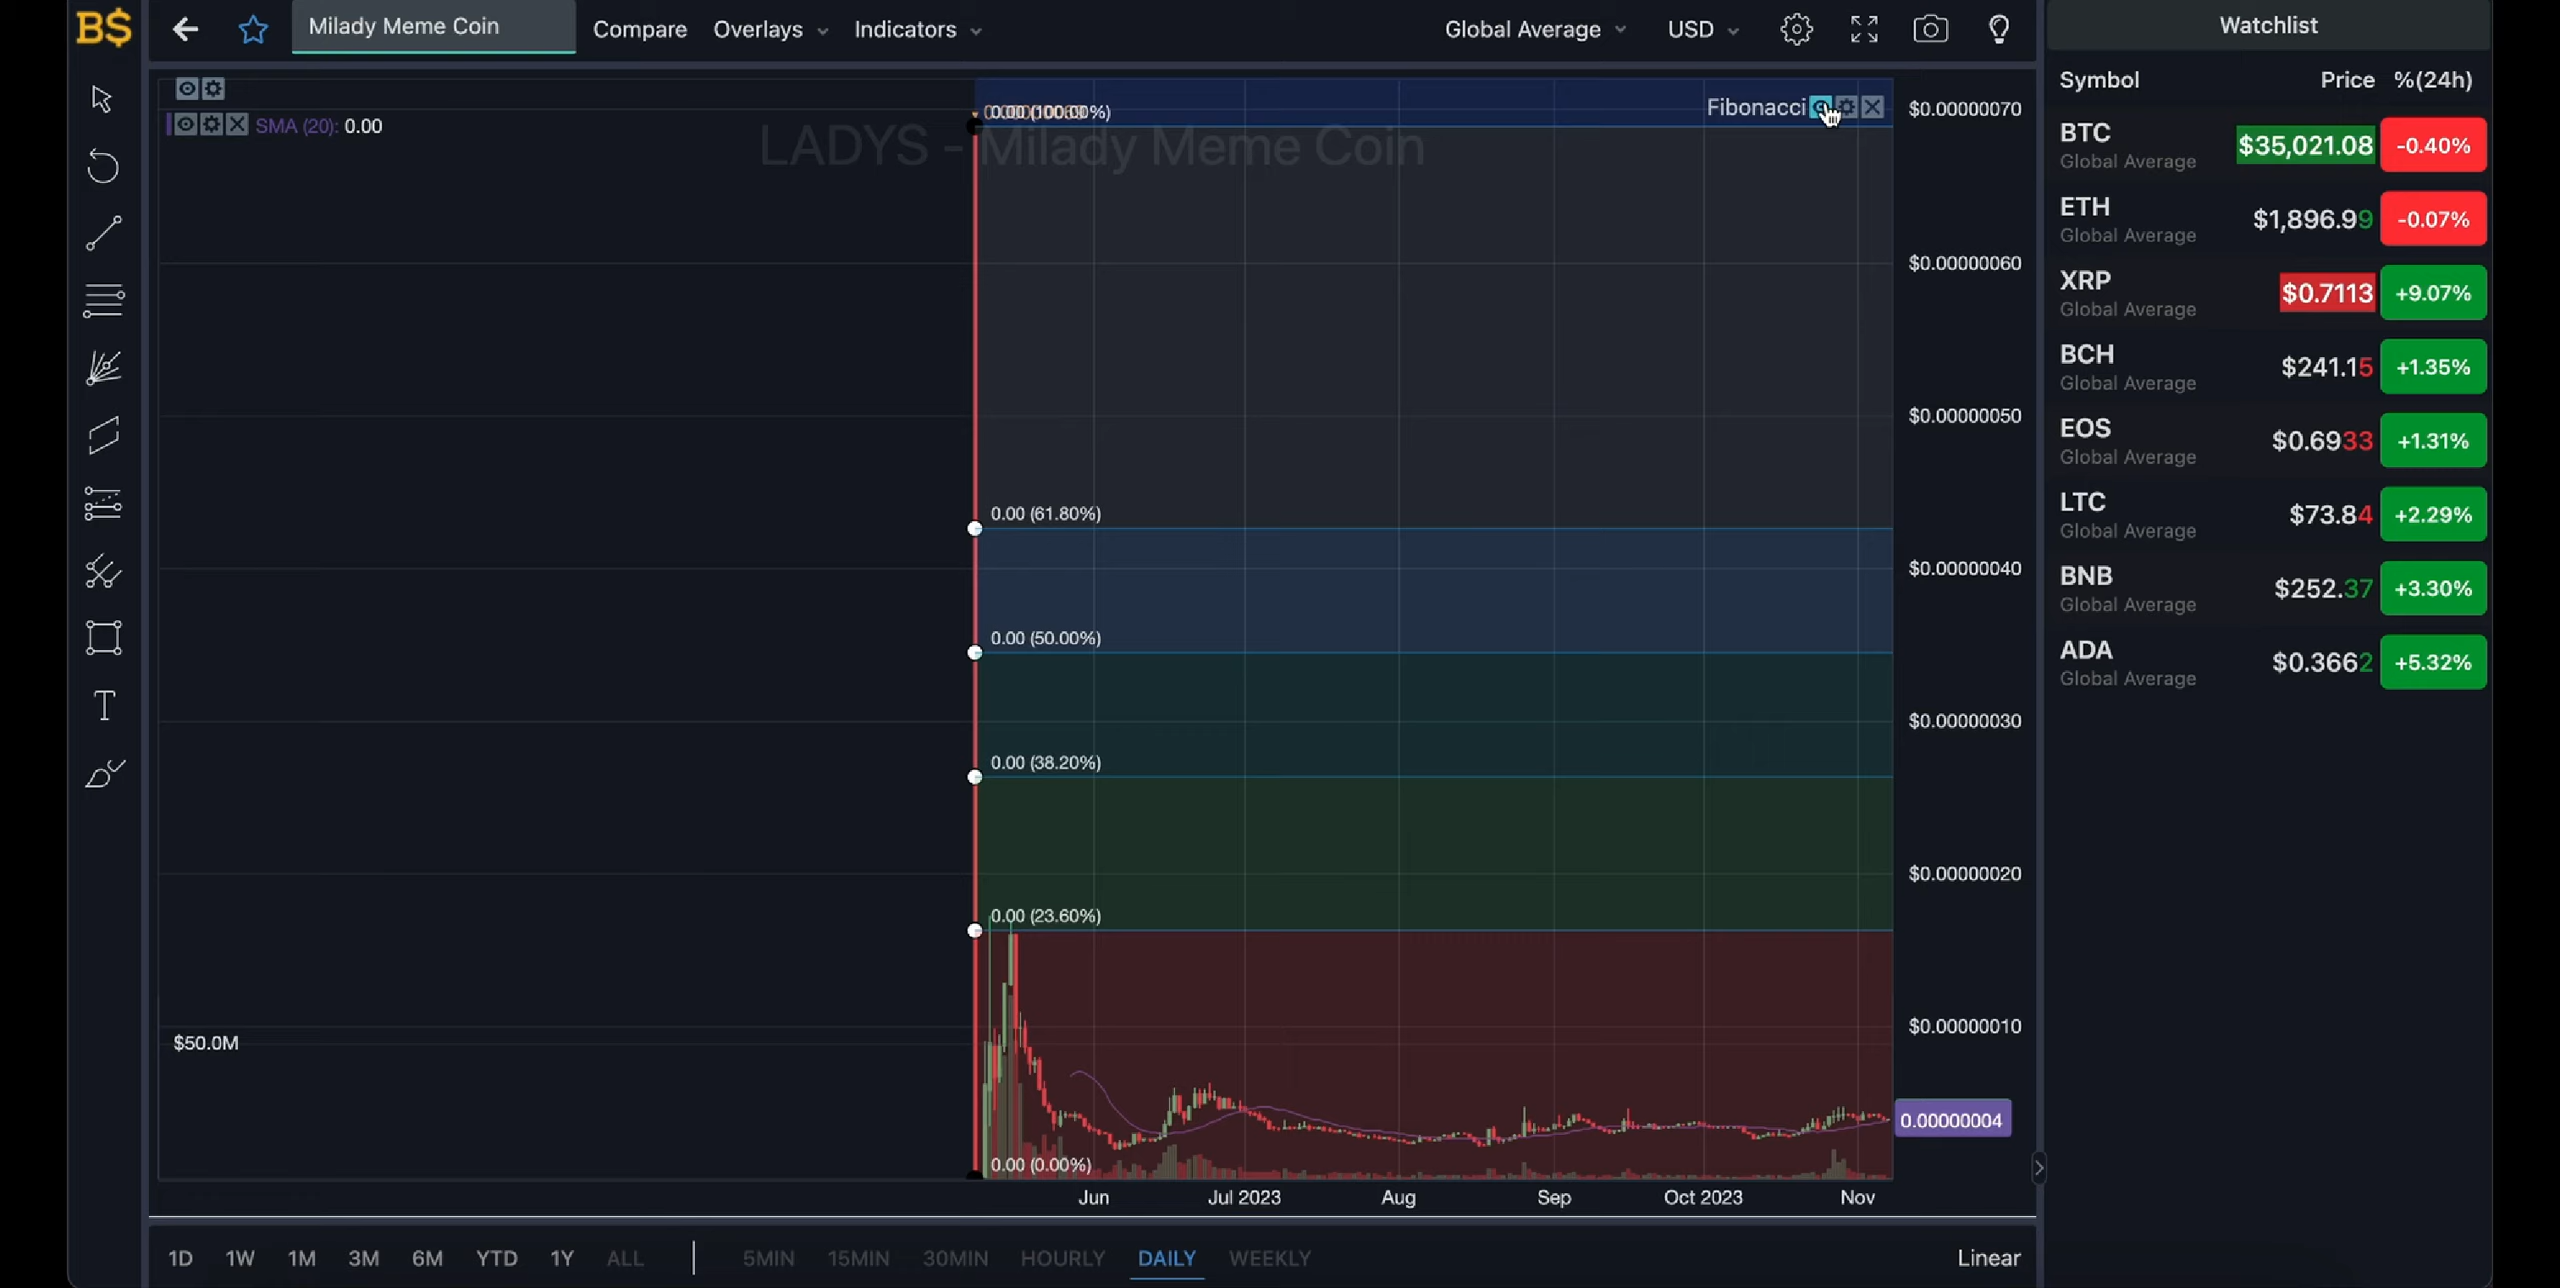 B$
Milady Meme Coin
Compare
Overlays
Indicators
Global Average
USD
Watchlist
Symbol Price %(24h)
SMA (20): 0.00
LADYS - Milady Meme Coin
0.00 (100.00%)
Fibonacci
$0.00000070
$0.00000060
$0.00000050
0.00 (61.80%)
$0.00000040
0.00 (50.00%)
$0.00000030
0.00 (38.20%)
$0.00000020
0.00 (23.60%)
$0.00000010
$50.0M
0.00000004
0.00 (0.00%)
Jun Jul 2023 Aug Sep Oct 2023 Nov
1D 1W 1M 3M 6M YTD 1Y ALL 5MIN 15MIN 30MIN HOURLY DAILY WEEKLY Linear
BTC $35,021.08 -0.40%
Global Average
ETH $1,896.99 -0.07%
Global Average
XRP $0.7113 +9.07%
Global Average
BCH $241.15 +1.35%
Global Average
EOS $0.6933 +1.31%
Global Average
LTC $73.84 +2.29%
Global Average
BNB $252.37 +3.30%
Global Average
ADA $0.3662 +5.32%
Global Average